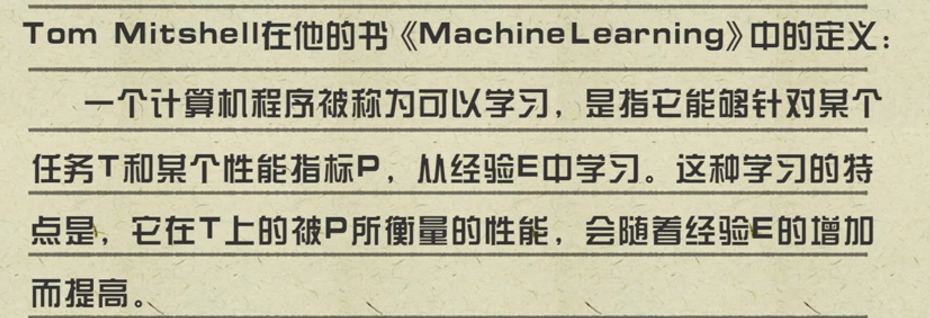 Tom Mitshell在他的书《Machine Learning》中的定义：
一个计算机程序被称为可以学习，是指它能够针对某个
任务T和某个性能指标P，从经验E中学习。这种学习的特
点是，它在T上的被P所衡量的性能，会随着经验E的增加
而提高。